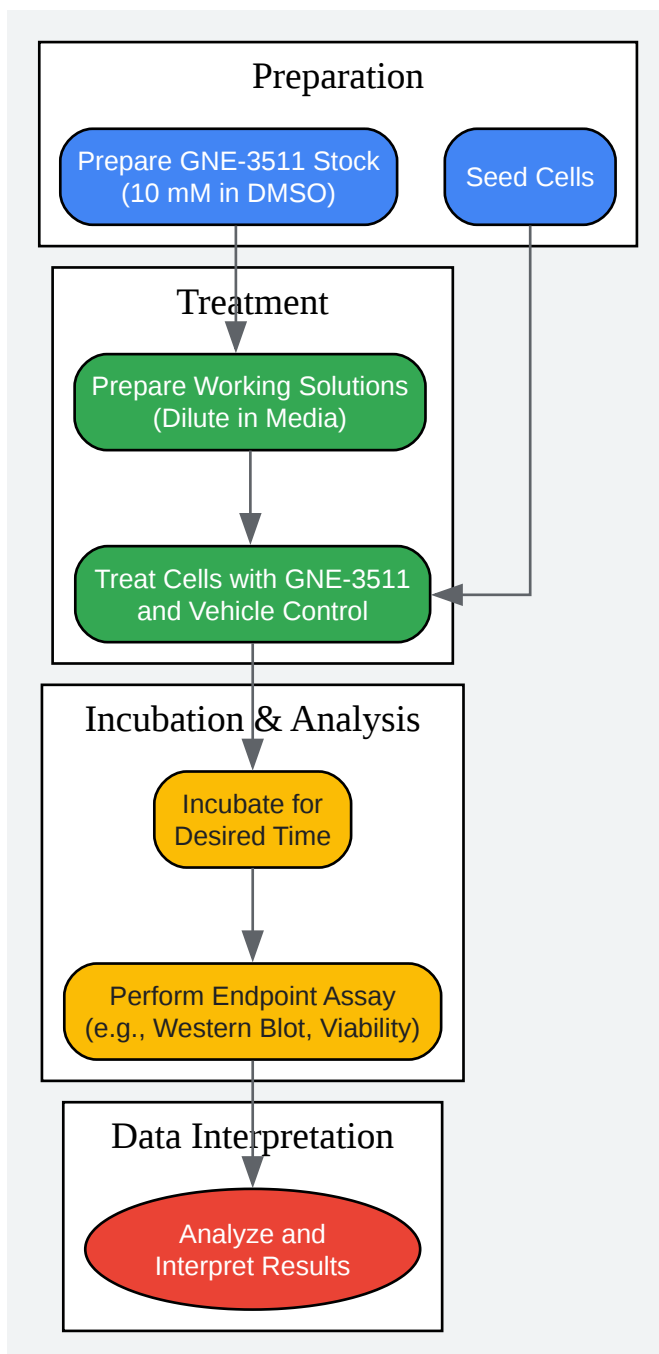 Preparation
Prepare GNE-3511 Stock
(10 mM in DMSO)
Seed Cells
Treatment
Prepare Working Solutions
(Dilute in Media)
Treat Cells with GNE-3511
and Vehicle Control
Incubation & Analysis
Incubate for
Desired Time
Perform Endpoint Assay
(e.g., Western Blot, Viability)
Data Interpretation
Analyze and
Interpret Results